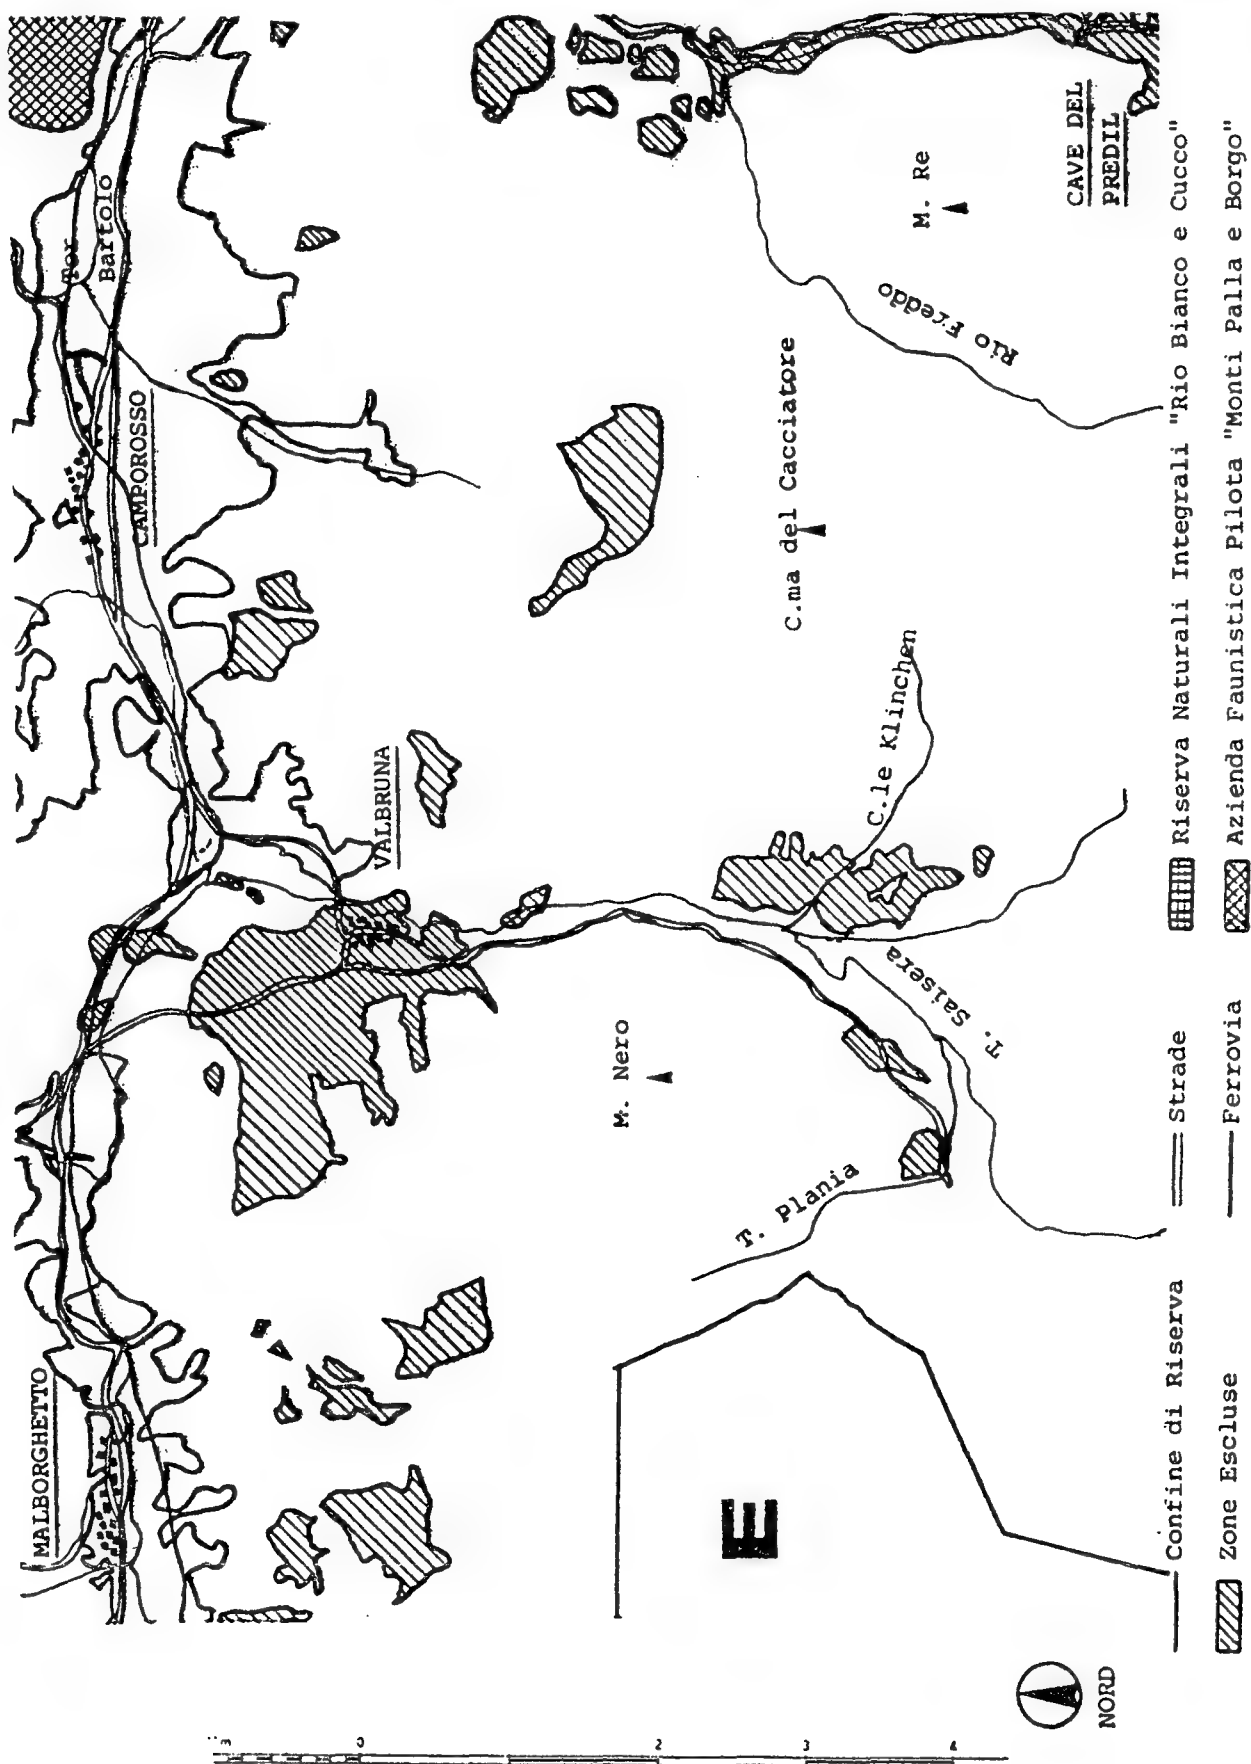 MALBORGHETTO
CAMPOROSSO
Tor
Bartolo
VALBRUNA
M. Nero
C.ma del Cacciatore
M. Re
CAVE DEL
PREDIL
Rio Freddo
C.le Klinchen
T. Saisera
T. Plania
E
NORD
m
0
2
3
4
Confine di Riserva
Strade
Riserva Naturali Integrali "Rio Bianco e Cucco"
Zone Escluse
Ferrovia
Azienda Faunistica Pilota "Monti Palla e Borgo"